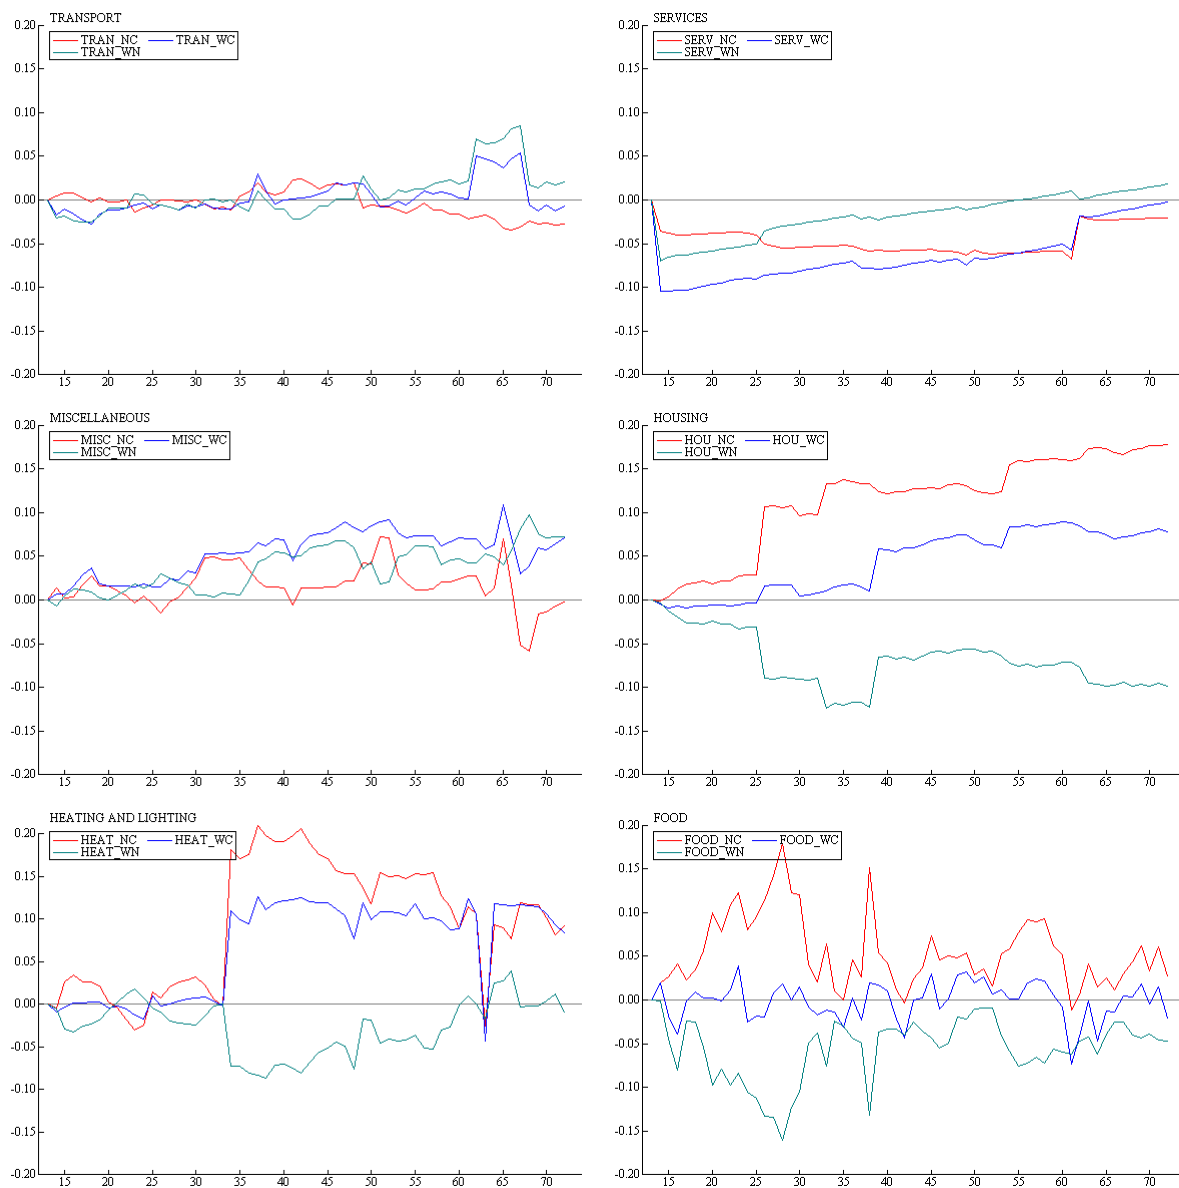 TRANSPORT
TRAN_NC TRAN_WC
TRAN_WN
0.20
0.15
0.10
0.05
0.00
-0.05
-0.10
-0.15
-0.20
15 20 25 30 35 40 45 50 55 60 65 70
SERVICES
SERV_NC SERV_WC
SERV_WN
0.20
0.15
0.10
0.05
0.00
-0.05
-0.10
-0.15
-0.20
15 20 25 30 35 40 45 50 55 60 65 70
MISCELLANEOUS
MISC_NC MISC_WC
MISC_WN
0.20
0.15
0.10
0.05
0.00
-0.05
-0.10
-0.15
-0.20
15 20 25 30 35 40 45 50 55 60 65 70
HOUSING
HOU_NC HOU_WC
HOU_WN
0.20
0.15
0.10
0.05
0.00
-0.05
-0.10
-0.15
-0.20
15 20 25 30 35 40 45 50 55 60 65 70
HEATING AND LIGHTING
HEAT_NC HEAT_WC
HEAT_WN
0.20
0.15
0.10
0.05
0.00
-0.05
-0.10
-0.15
-0.20
15 20 25 30 35 40 45 50 55 60 65 70
FOOD
FOOD_NC FOOD_WC
FOOD_WN
0.20
0.15
0.10
0.05
0.00
-0.05
-0.10
-0.15
-0.20
15 20 25 30 35 40 45 50 55 60 65 70